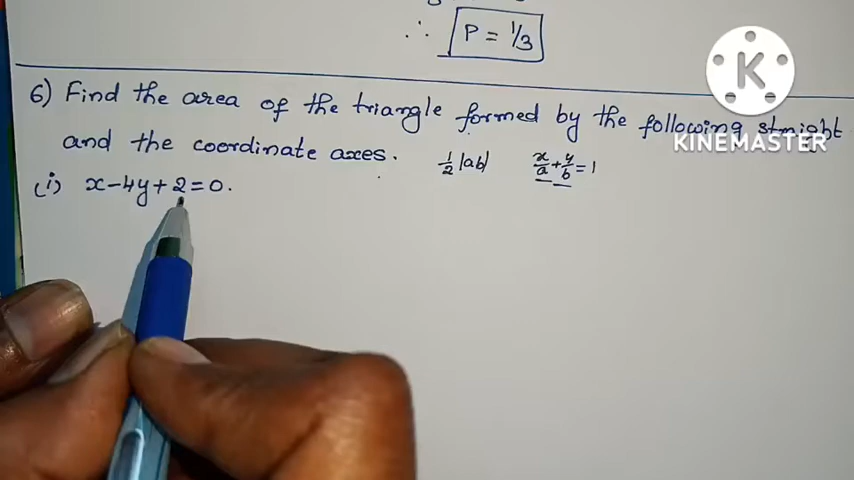 ∴ P = 1/3
6) Find the area of the triangle formed by the following straight
and the coordinate axes. 1/2 |ab| x/a + y/b = 1
(i) x-4y+2=0.
K
KINEMASTER